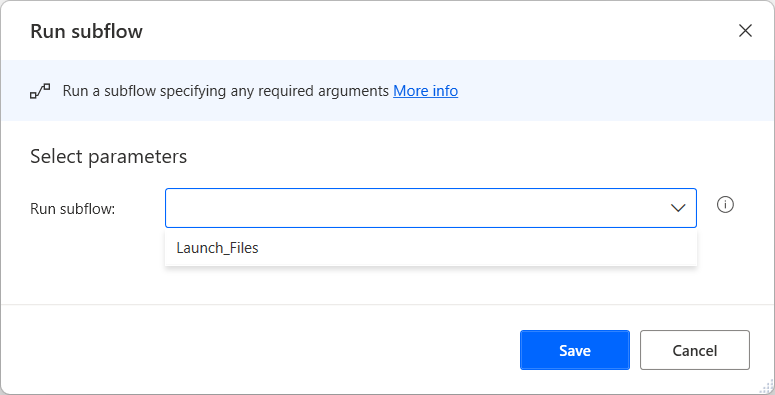 Run subflow
Run a subflow specifying any required arguments More info
Select parameters
Run subflow:
Launch_Files
Save
Cancel